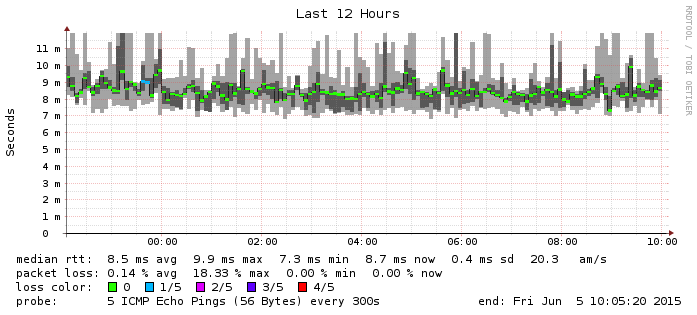 Last 12 Hours
RRDTOOL / TOBI OETIKER
Seconds
11 m
10 m
9 m
8 m
7 m
6 m
5 m
4 m
3 m
2 m
1 m
0
00:00 02:00 04:00 06:00 08:00 10:00
median rtt: 8.5 ms avg 9.9 ms max 7.3 ms min 8.7 ms now 0.4 ms sd 20.3 am/s
packet loss: 0.14 % avg 18.33 % max 0.00 % min 0.00 % now
loss color: 0 1/5 2/5 3/5 4/5
probe: 5 ICMP Echo Pings (56 Bytes) every 300s end: Fri Jun 5 10:05:20 2015